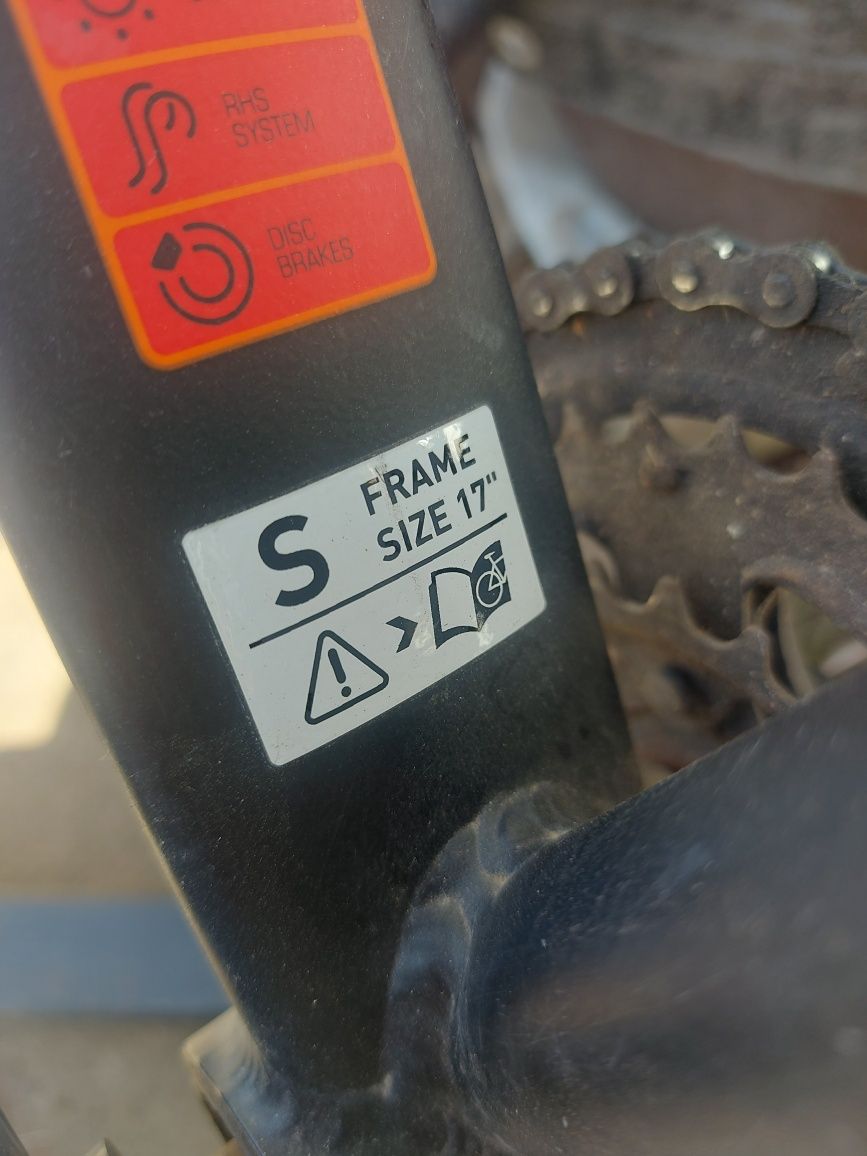 RHS
SYSTEM
DISC
BRAKES
S
FRAME
SIZE 17"